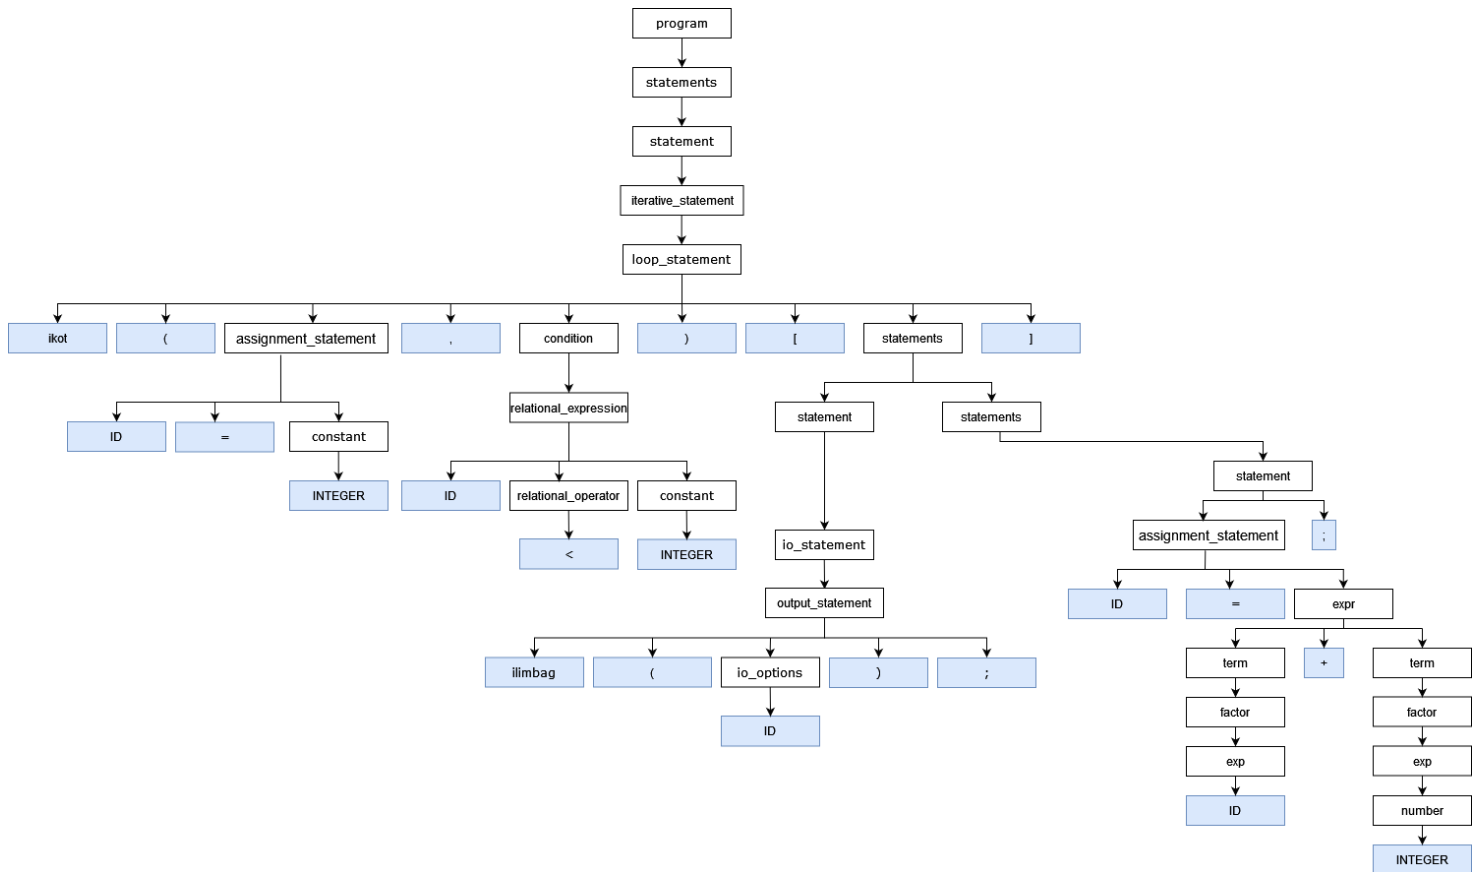 program
statements
statement
iterative_statement
loop_statement
ikot ( assignment_statement , condition ) [ statements ]
relational_expression
statement statements
ID = constant
statement
INTEGER ID relational_operator constant
assignment_statement ;
io_statement
< INTEGER
output_statement
ID = expr
ilimbag ( io_options ) ;
term + term
factor factor
ID
exp exp
ID number
INTEGER